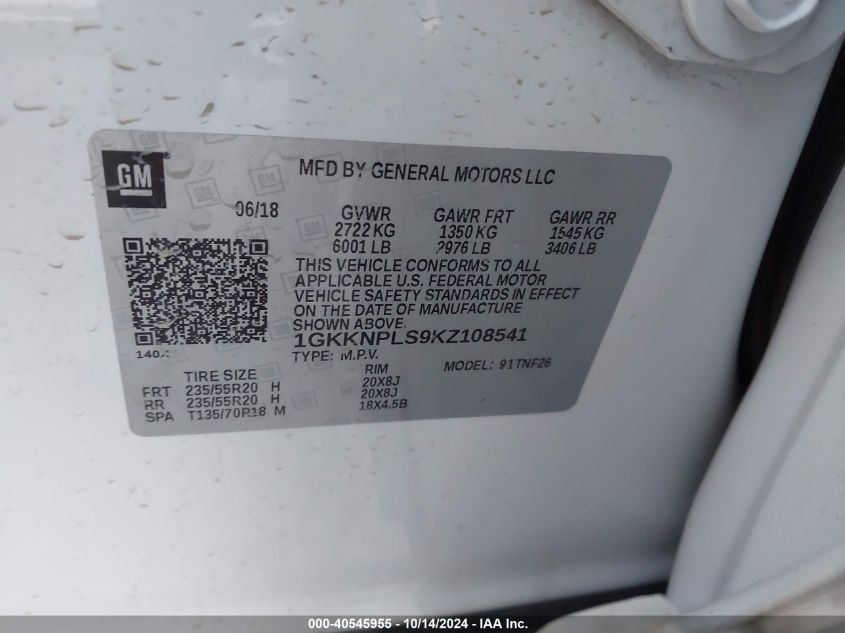 GM
MFD BY GENERAL MOTORS LLC
06/18 GVWR GAWR FRT GAWR RR
2722 KG 1350 KG 1545 KG
6001 LB 2976 LB 3406 LB
THIS VEHICLE CONFORMS TO ALL
APPLICABLE U.S. FEDERAL MOTOR
VEHICLE SAFETY STANDARDS IN EFFECT
ON THE DATE OF MANUFACTURE
SHOWN ABOVE.
1GKKNPLS9KZ108541
TYPE: M.P.V. MODEL: 91TNF26
TIRE SIZE RIM
FRT 235/55R20 H 20X8J
RR 235/55R20 H 20X8J
SPA T135/70R18 M 18X4.5B
000-40545955 - 10/14/2024 - IAA Inc.